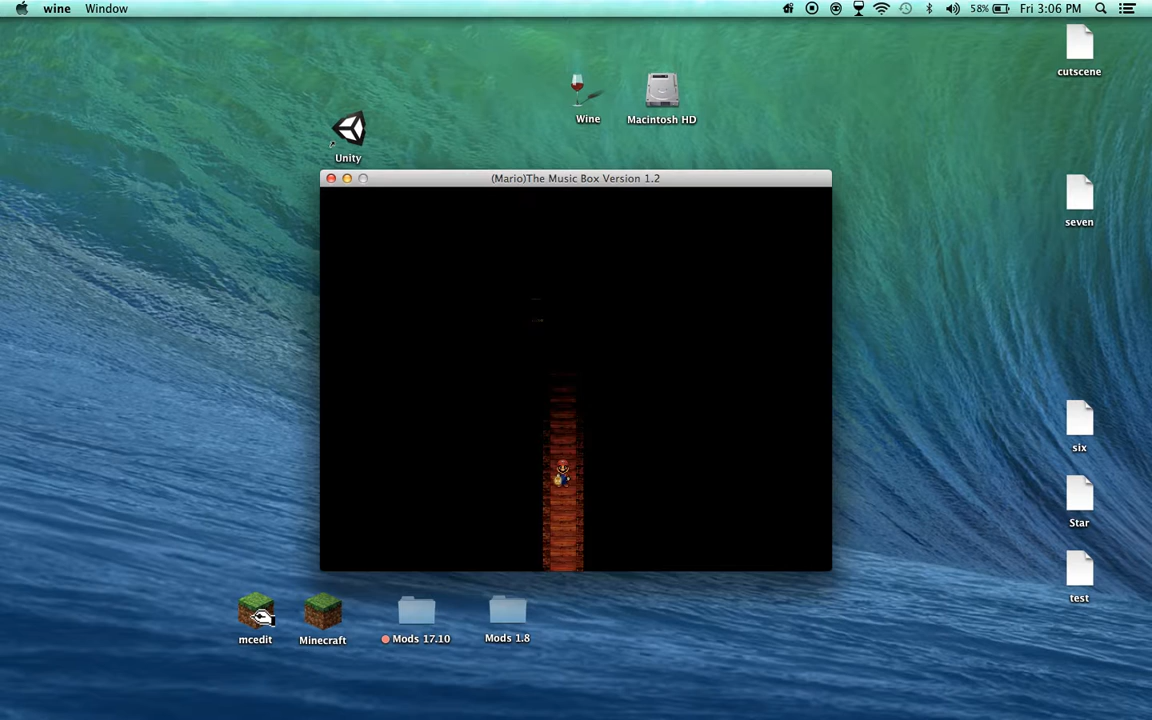 wine Window 58% Fri 3:06 PM
cutscene
Wine Macintosh HD
Unity
(Mario)The Music Box Version 1.2
seven
six
Star
test
mcedit Minecraft Mods 17.10 Mods 1.8